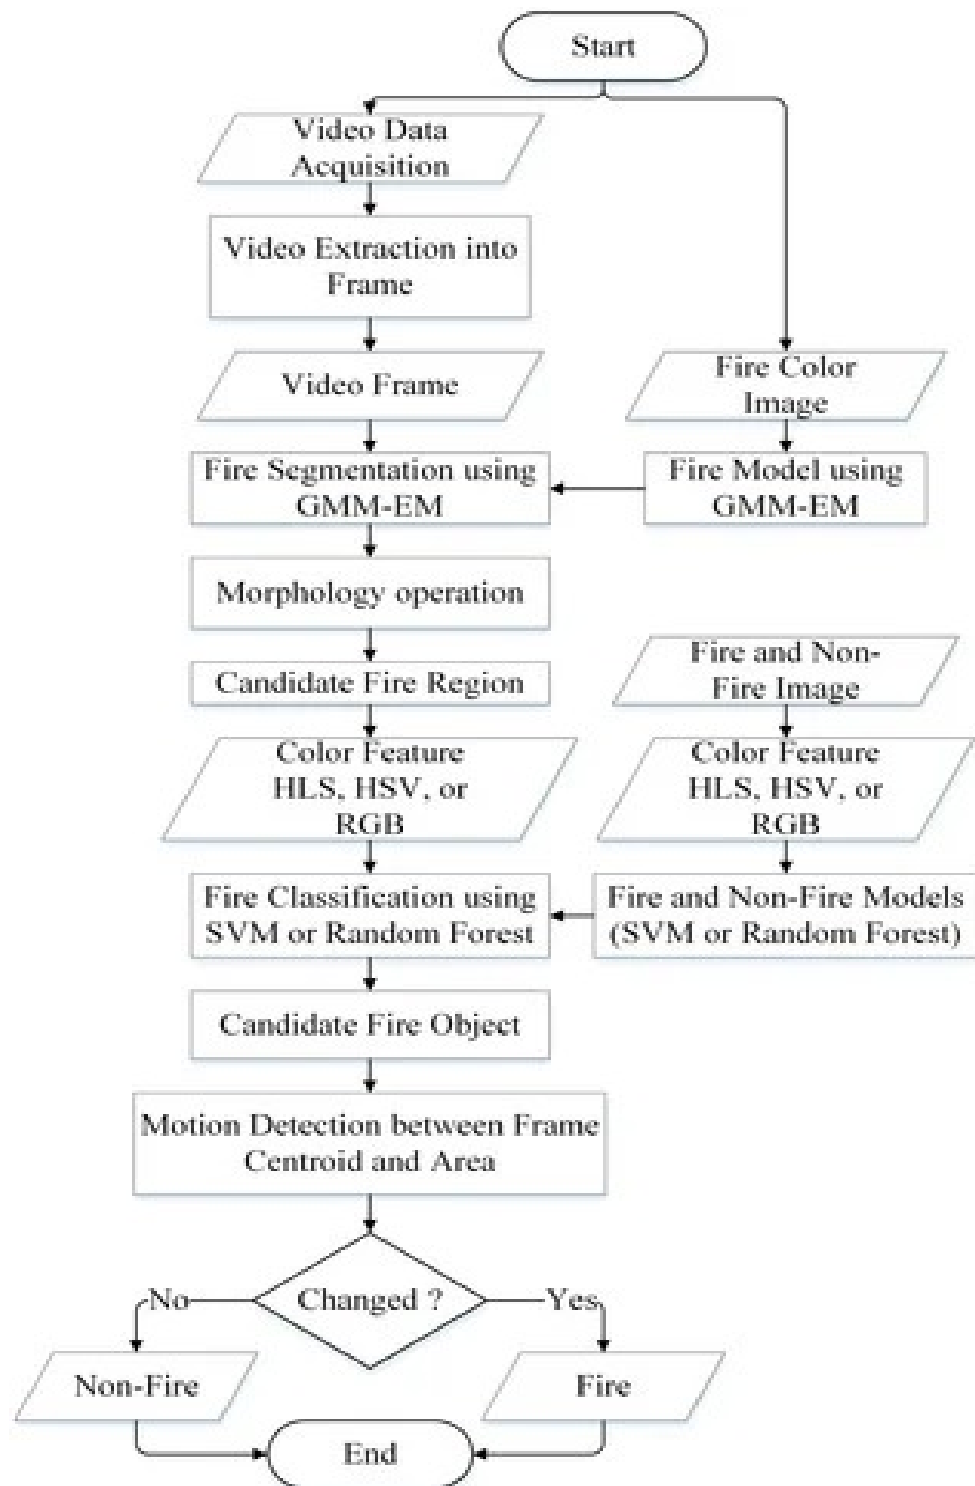 Start
Video Data
Acquisition
Video Extraction into
Frame
Video Frame
Fire Color
Image
Fire Segmentation using
GMM-EM
Fire Model using
GMM-EM
Morphology operation
Candidate Fire Region
Fire and Non-
Fire Image
Color Feature
HLS, HSV, or
RGB
Color Feature
HLS, HSV, or
RGB
Fire Classification using
SVM or Random Forest
Fire and Non-Fire Models
(SVM or Random Forest)
Candidate Fire Object
Motion Detection between Frame
Centroid and Area
Changed ?
No
Yes
Non-Fire
Fire
End